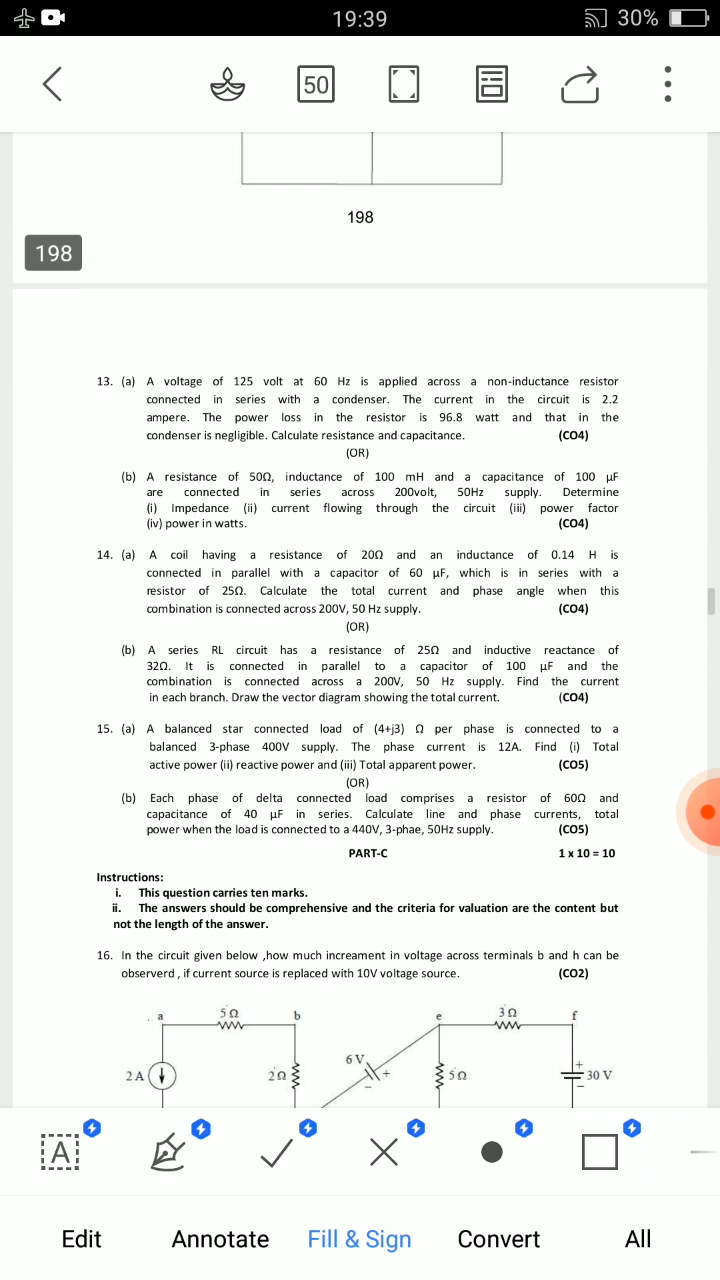 19:39
30%
50
198
198
13. (a) A voltage of 125 volt at 60 Hz is applied across a non-inductance resistor
connected in series with a condenser. The current in the circuit is 2.2
ampere. The power loss in the resistor is 96.8 watt and that in the
condenser is negligible. Calculate resistance and capacitance. (CO4)
(OR)
(b) A resistance of 50Ω, inductance of 100 mH and a capacitance of 100 μF
are connected in series across 200volt, 50Hz supply. Determine
(i) Impedance (ii) current flowing through the circuit (iii) power factor
(iv) power in watts. (CO4)
14. (a) A coil having a resistance of 20Ω and an inductance of 0.14 H is
connected in parallel with a capacitor of 60 μF, which is in series with a
resistor of 25Ω. Calculate the total current and phase angle when this
combination is connected across 200V, 50 Hz supply. (CO4)
(OR)
(b) A series RL circuit has a resistance of 25Ω and inductive reactance of
32Ω. It is connected in parallel to a capacitor of 100 μF and the
combination is connected across a 200V, 50 Hz supply. Find the current
in each branch. Draw the vector diagram showing the total current. (CO4)
15. (a) A balanced star connected load of (4+j3) Ω per phase is connected to a
balanced 3-phase 400V supply. The phase current is 12A. Find (i) Total
active power (ii) reactive power and (iii) Total apparent power. (CO5)
(OR)
(b) Each phase of delta connected load comprises a resistor of 60Ω and
capacitance of 40 μF in series. Calculate line and phase currents, total
power when the load is connected to a 440V, 3-phae, 50Hz supply. (CO5)
PART-C 1 x 10 = 10
Instructions:
i. This question carries ten marks.
ii. The answers should be comprehensive and the criteria for valuation are the content but
not the length of the answer.
16. In the circuit given below ,how much increament in voltage across terminals b and h can be
observerd , if current source is replaced with 10V voltage source. (CO2)
a 5 Ω b e 3 Ω f
6 V + −
2 A 2 Ω 5 Ω + − 30 V
A
Edit Annotate Fill & Sign Convert All